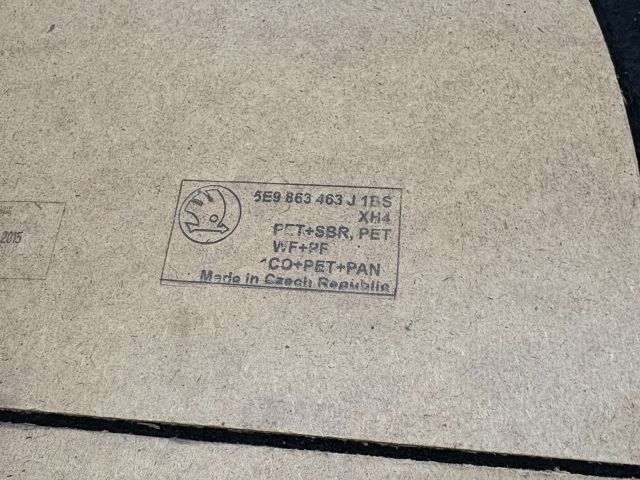 5E9 863 463 J 1BS
XH4
PET+SBR, PET
WF+PF
CO+PET+PAN
Made in Czech Republic
2015